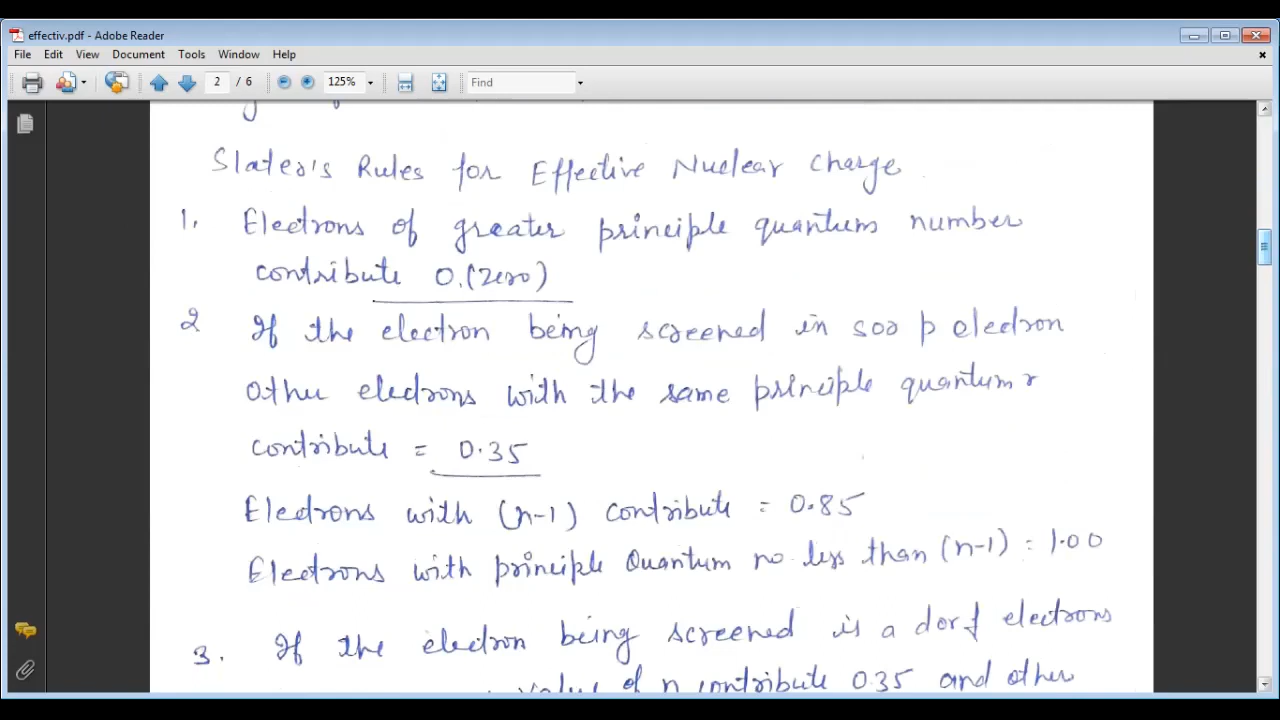 effectiv.pdf - Adobe Reader
File Edit View Document Tools Window Help
2 / 6 125% Find
Slater's Rules for Effective Nuclear Charge
1. Electrons of greater principle quantum number
contribute 0.(zero)
2 If the electron being screened in s or p electron
Other electrons with the same principle quantum
contribute = 0.35
Electrons with (n-1) contribute = 0.85
Electrons with principle Quantum no less than (n-1) = 1.00
3. If the electron being screened is a d or f electrons
value of n contribute 0.35 and other